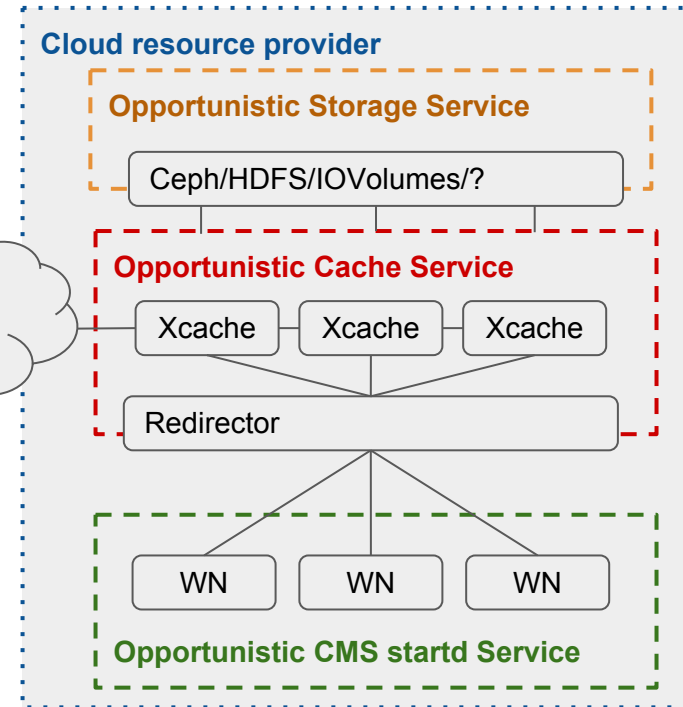 Cloud resource provider
Opportunistic Storage Service
Ceph/HDFS/IOVolumes/?
Opportunistic Cache Service
Xcache Xcache Xcache
Redirector
WN WN WN
Opportunistic CMS startd Service